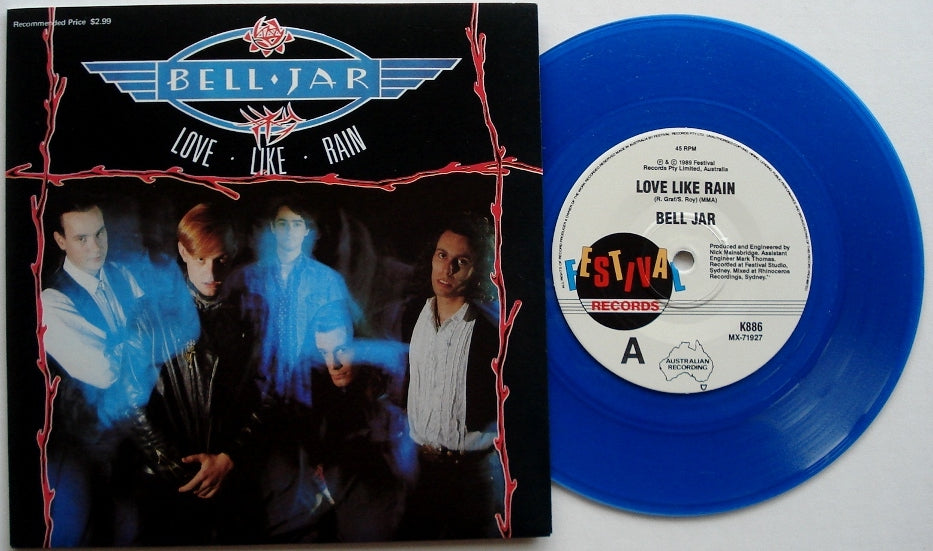 Recommended Price $2.99
BELL · JAR
LOVE · LIKE · RAIN
45 RPM
℗ & © 1989 Festival
Records Pty Limited, Australia
LOVE LIKE RAIN
(R. Graf/S. Roy) (MMA)
BELL JAR
FESTIVAL
RECORDS
Produced and Engineered by
Nick Mainsbridge. Assistant
Engineer Mark Thomas.
Recorded at Festival Studio,
Sydney. Mixed at Rhinoceros
Recordings, Sydney.
K886
MX-71927
A
AUSTRALIAN
RECORDING